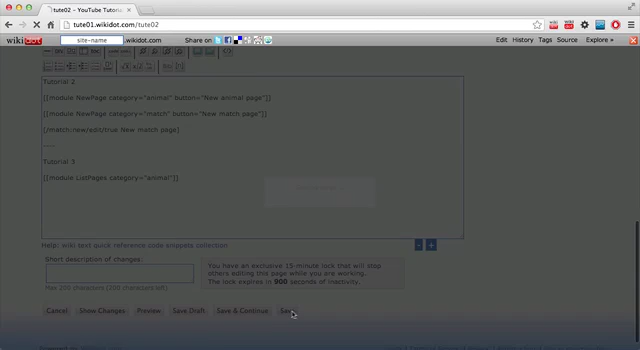 tute02 - YouTube Tutoria
tute01.wikidot.com/tute02
wikidot site-name .wikidot.com Share on Edit History Tags Source Explore »
Tutorial 2
[[module NewPage category="animal" button="New animal page"]]
[[module NewPage category="match" button="New match page"]]
[/match:new/edit/true New match page]
----
Tutorial 3
[[module ListPages category="animal"]]
Help: wiki text quick reference code snippets collection
- +
Short description of changes:
You have an exclusive 15-minute lock that will stop
others editing this page while you are working.
The lock expires in 900 seconds of inactivity.
Max 200 characters (200 characters left)
Cancel Show Changes Preview Save Draft Save & Continue Save